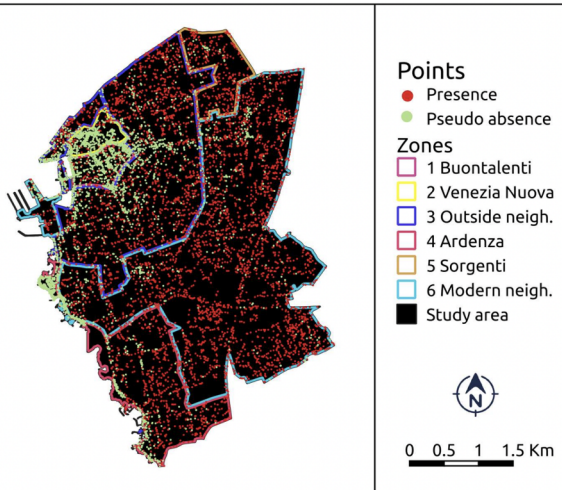 Points
Presence
Pseudo absence
Zones
1 Buontalenti
2 Venezia Nuova
3 Outside neigh.
4 Ardenza
5 Sorgenti
6 Modern neigh.
Study area
N
0 0.5 1 1.5 Km